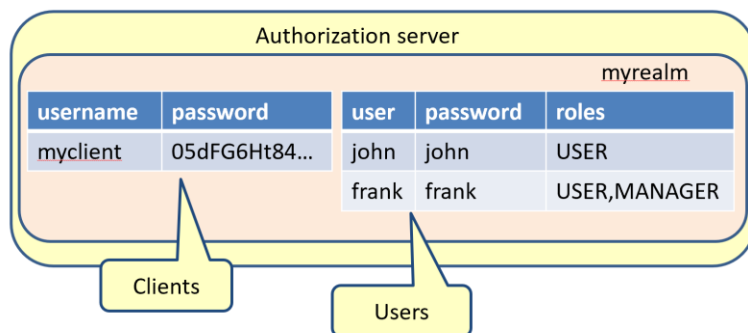 Authorization server
myrealm
username password
myclient 05dFG6Ht84...
user password roles
john john USER
frank frank USER,MANAGER
Clients
Users